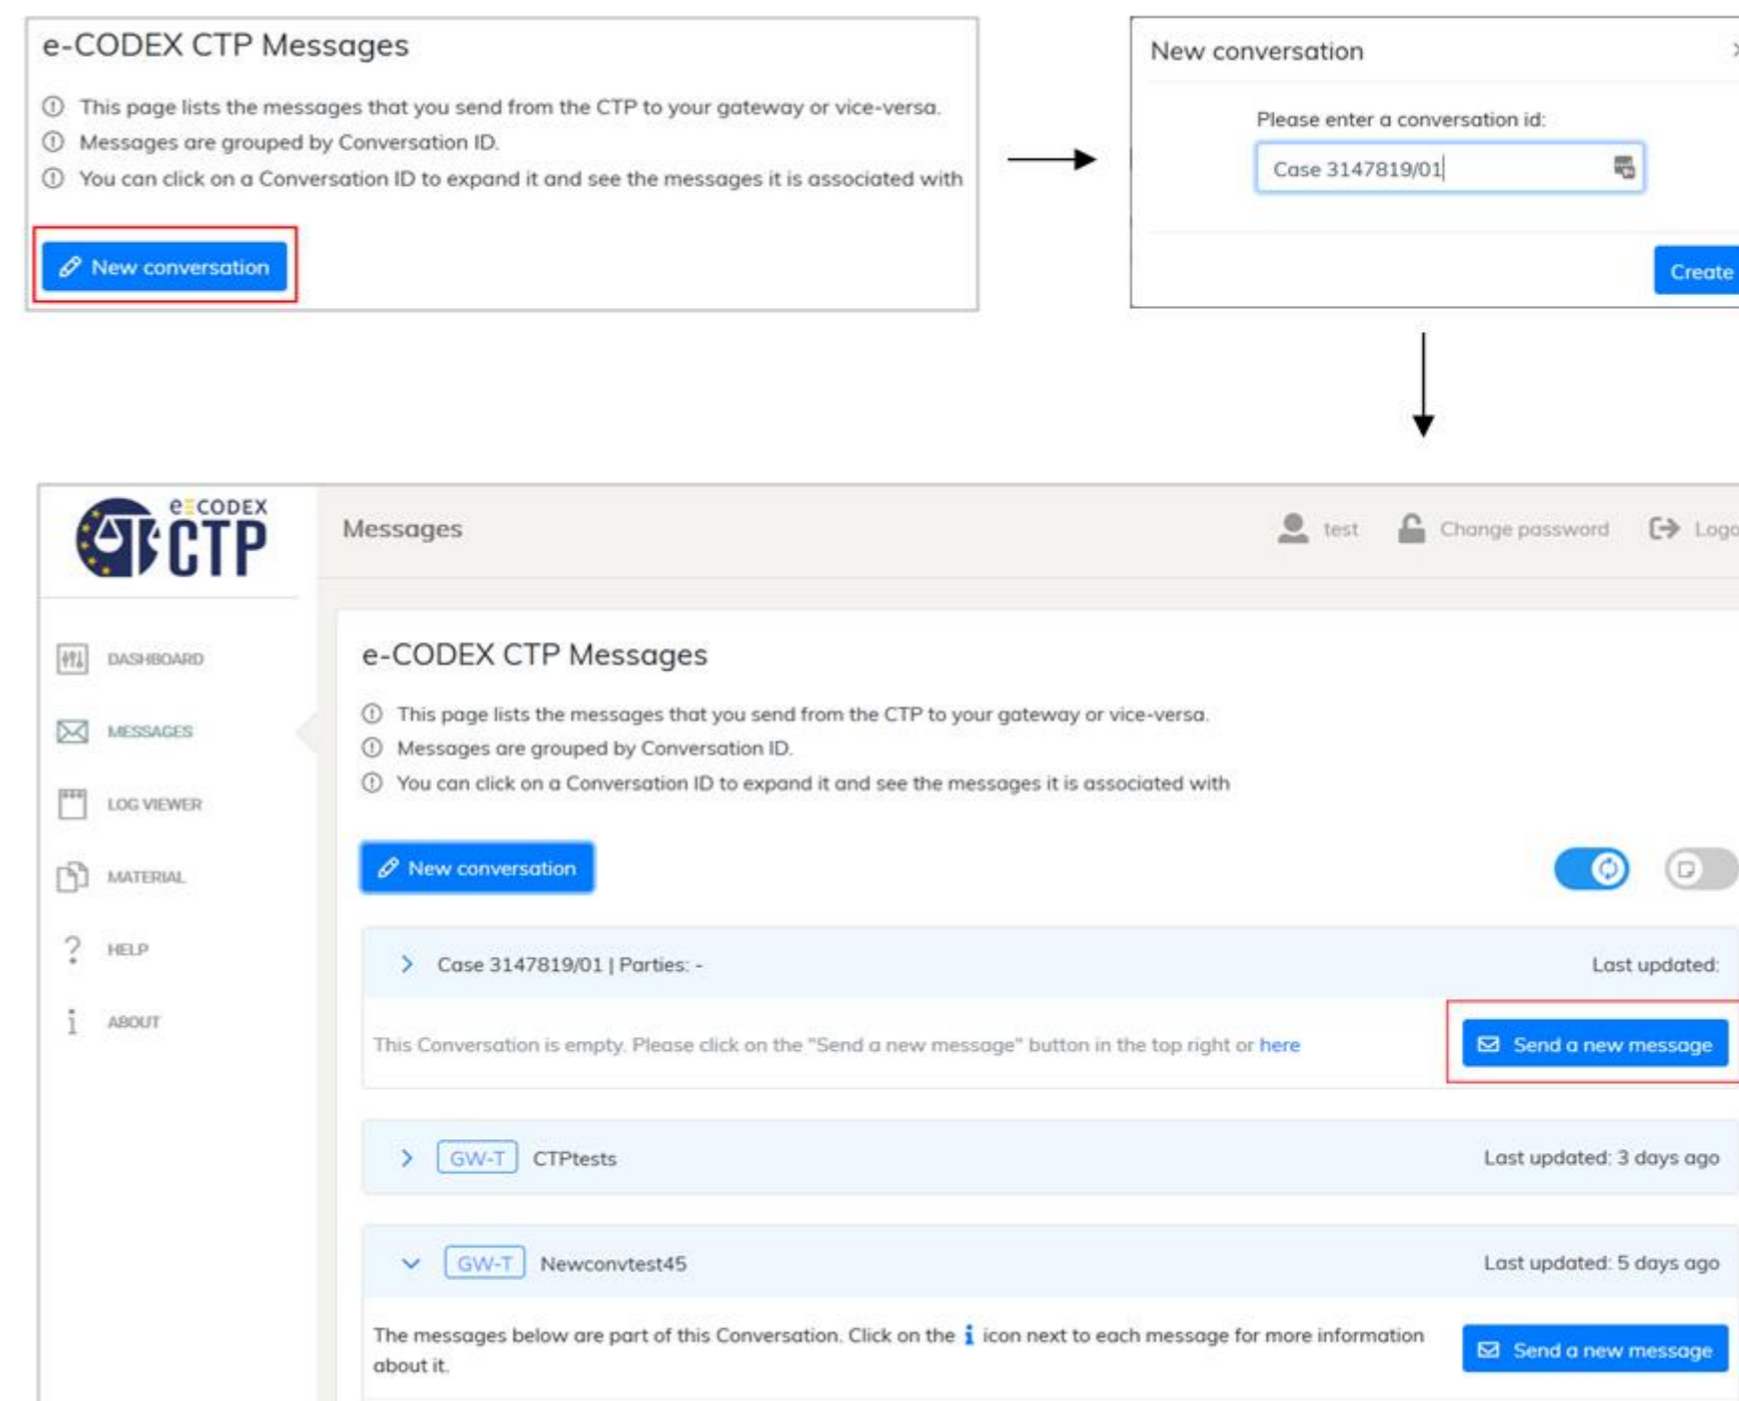 e-CODEX CTP Messages
This page lists the messages that you send from the CTP to your gateway or vice-versa.
Messages are grouped by Conversation ID.
You can click on a Conversation ID to expand it and see the messages it is associated with
New conversation
New conversation
Please enter a conversation id:
Case 3147819/01
Create
e-CODEX
CTP
Messages
test
Change password
Logo
DASHBOARD
MESSAGES
LOG VIEWER
MATERIAL
HELP
ABOUT
e-CODEX CTP Messages
This page lists the messages that you send from the CTP to your gateway or vice-versa.
Messages are grouped by Conversation ID.
You can click on a Conversation ID to expand it and see the messages it is associated with
New conversation
Case 3147819/01 | Parties: -
Last updated:
This Conversation is empty. Please click on the "Send a new message" button in the top right or here
Send a new message
GW-T CTPtests
Last updated: 3 days ago
GW-T Newconvtest45
Last updated: 5 days ago
The messages below are part of this Conversation. Click on the i icon next to each message for more information
about it.
Send a new message